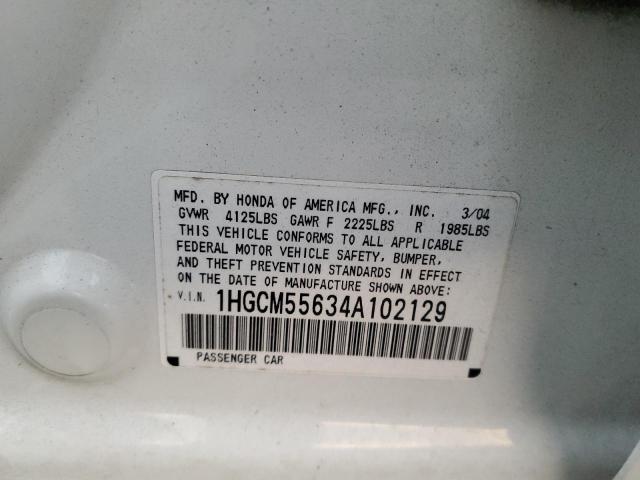 MFD. BY HONDA OF AMERICA MFG., INC. 3/04
GVWR 4125LBS GAWR F 2225LBS R 1985LBS
THIS VEHICLE CONFORMS TO ALL APPLICABLE
FEDERAL MOTOR VEHICLE SAFETY, BUMPER,
AND THEFT PREVENTION STANDARDS IN EFFECT
ON THE DATE OF MANUFACTURE SHOWN ABOVE:
V.I.N. 1HGCM55634A102129
PASSENGER CAR